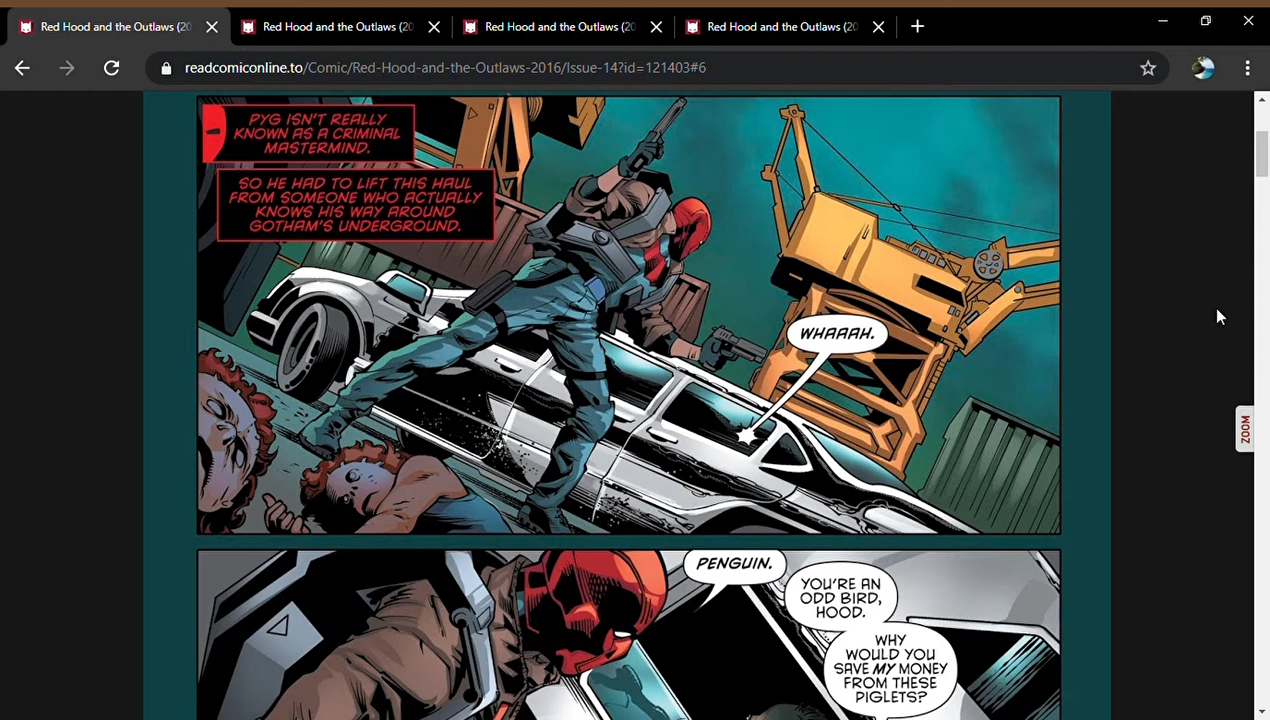 Red Hood and the Outlaws (20
Red Hood and the Outlaws (20
Red Hood and the Outlaws (20
Red Hood and the Outlaws (20
readcomiconline.to/Comic/Red-Hood-and-the-Outlaws-2016/Issue-14?id=121403#6
PYG ISN'T REALLY
KNOWN AS A CRIMINAL
MASTERMIND.
SO HE HAD TO LIFT THIS HAUL
FROM SOMEONE WHO ACTUALLY
KNOWS HIS WAY AROUND
GOTHAM'S UNDERGROUND.
WHAAAH.
ZOOM
PENGUIN.
YOU'RE AN
ODD BIRD,
HOOD.
WHY
WOULD YOU
SAVE MY MONEY
FROM THESE
PIGLETS?